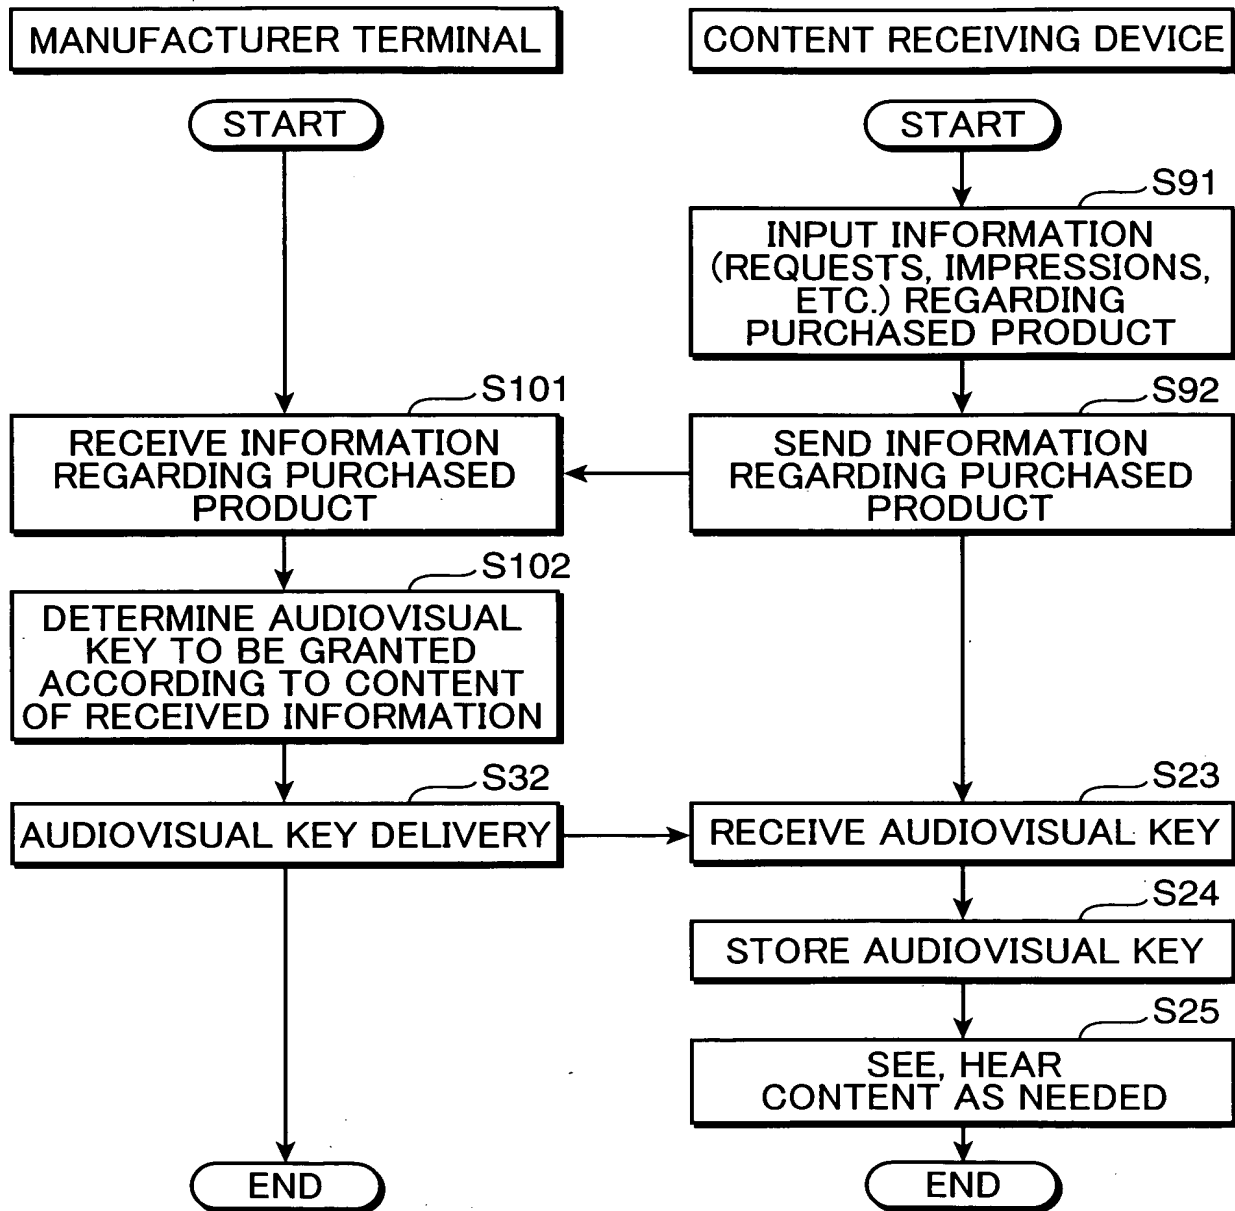 MANUFACTURER TERMINAL
START
S101
RECEIVE INFORMATION
REGARDING PURCHASED
PRODUCT
S102
DETERMINE AUDIOVISUAL
KEY TO BE GRANTED
ACCORDING TO CONTENT
OF RECEIVED INFORMATION
S32
AUDIOVISUAL KEY DELIVERY
END
CONTENT RECEIVING DEVICE
START
S91
INPUT INFORMATION
(REQUESTS, IMPRESSIONS,
ETC.) REGARDING
PURCHASED PRODUCT
S92
SEND INFORMATION
REGARDING PURCHASED
PRODUCT
S23
RECEIVE AUDIOVISUAL KEY
S24
STORE AUDIOVISUAL KEY
S25
SEE, HEAR
CONTENT AS NEEDED
END